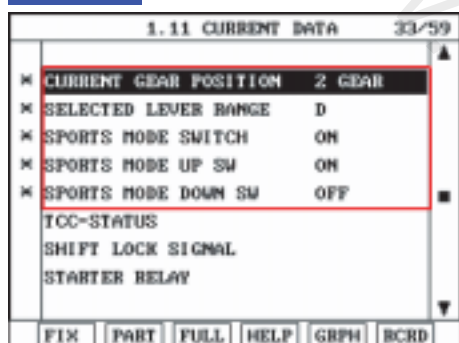 1.11 CURRENT DATA 33/59
× CURRENT GEAR POSITION 2 GEAR
× SELECTED LEVER RANGE D
× SPORTS MODE SWITCH ON
× SPORTS MODE UP SW ON
× SPORTS MODE DOWN SW OFF
TCC-STATUS
SHIFT LOCK SIGNAL
STARTER RELAY
FIX PART FULL HELP GRPH RCRD